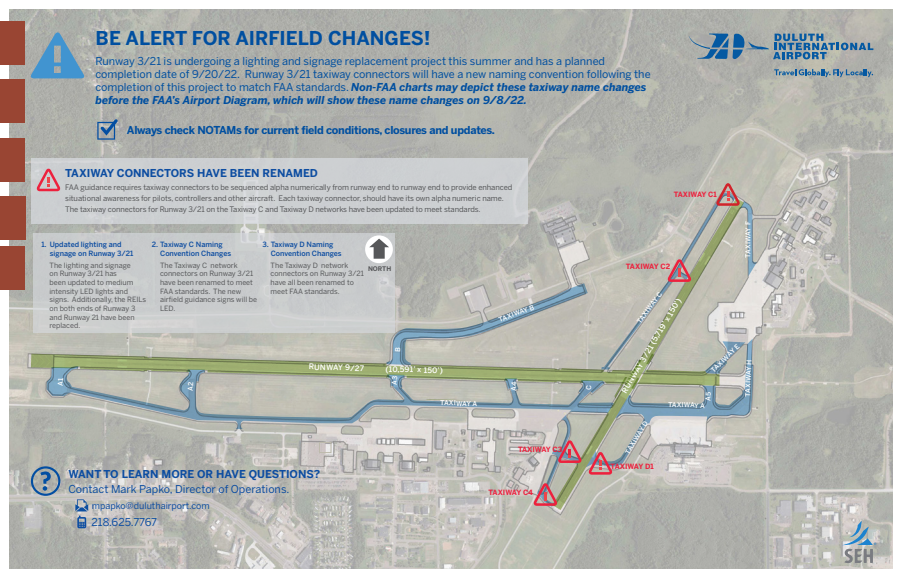 BE ALERT FOR AIRFIELD CHANGES!
Runway 3/21 is undergoing a lighting and signage replacement project this summer and has a planned
completion date of 9/20/22. Runway 3/21 taxiway connectors will have a new naming convention following the
completion of this project to match FAA standards. Non-FAA charts may depict these taxiway name changes
before the FAA's Airport Diagram, which will show these name changes on 9/8/22.
Always check NOTAMs for current field conditions, closures and updates.
DULUTH
INTERNATIONAL
AIRPORT
Travel Globally. Fly Locally.
TAXIWAY CONNECTORS HAVE BEEN RENAMED
FAA guidance requires taxiway connectors to be sequenced alpha numerically from runway end to runway end to provide enhanced
situational awareness for pilots, controllers and other aircraft. Each taxiway connector, should have its own alpha numeric name.
The taxiway connectors for Runway 3/21 on the Taxiway C and Taxiway D networks have been updated to meet standards.
1. Updated lighting and
signage on Runway 3/21
The lighting and signage
on Runway 3/21 has
been updated to medium
intensity LED lights and
signs. Additionally, the REILs
on both ends of Runway 3
and Runway 21 have been
replaced.
2. Taxiway C Naming
Convention Changes
The Taxiway C network
connectors on Runway 3/21
have been renamed to meet
FAA standards. The new
airfield guidance signs will be
LED.
3. Taxiway D Naming
Convention Changes
The Taxiway D network
connectors on Runway 3/21
have all been renamed to
meet FAA standards.
NORTH
TAXIWAY C1
TAXIWAY F
TAXIWAY C2
TAXIWAY C
TAXIWAY B
RUNWAY 3/21 (5,719' x 150')
B
TAXIWAY E
RUNWAY 9/27 (10,591' x 150')
TAXIWAY H
A1
A2
A3
A4
C
A5
TAXIWAY A
TAXIWAY A
TAXIWAY D
TAXIWAY C3
TAXIWAY D1
TAXIWAY C4
WANT TO LEARN MORE OR HAVE QUESTIONS?
Contact Mark Papko, Director of Operations.
mpapko@duluthairport.com
218.625.7767
SEH